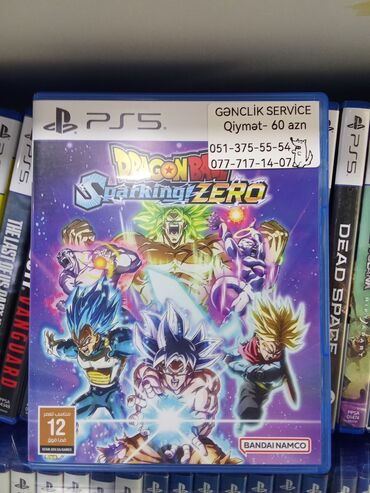 PS5
GƏNCLİK SERVİCE
Qiymət- 60 azn
051-375-55-54
077-717-14-07
DRAGON BALL
Sparking! ZERO
12
BANDAI NAMCO
THE LAST OF US
VANGUARD
DEAD SPACE
PS5
PPSA